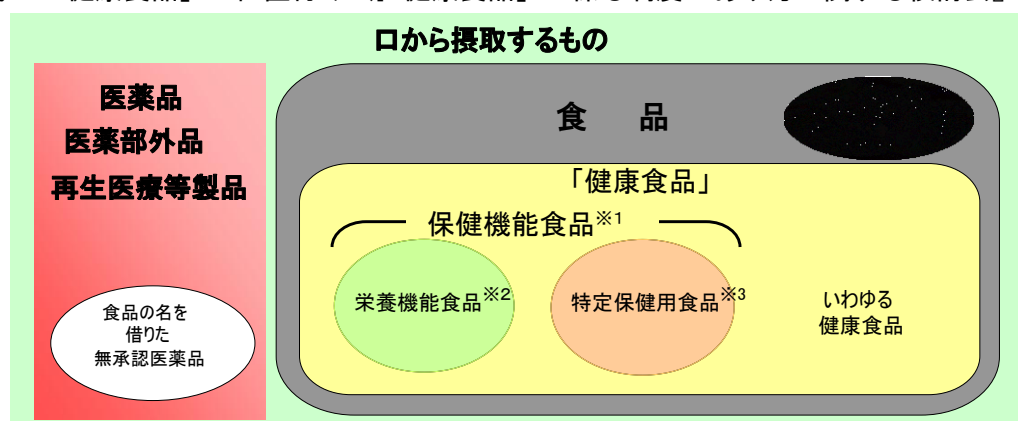 口から摂取するもの
医薬品
医薬部外品
再生医療等製品
食品の名を
借りた
無承認医薬品
食 品
「健康食品」
保健機能食品※1
栄養機能食品※2
特定保健用食品※3
いわゆる
健康食品